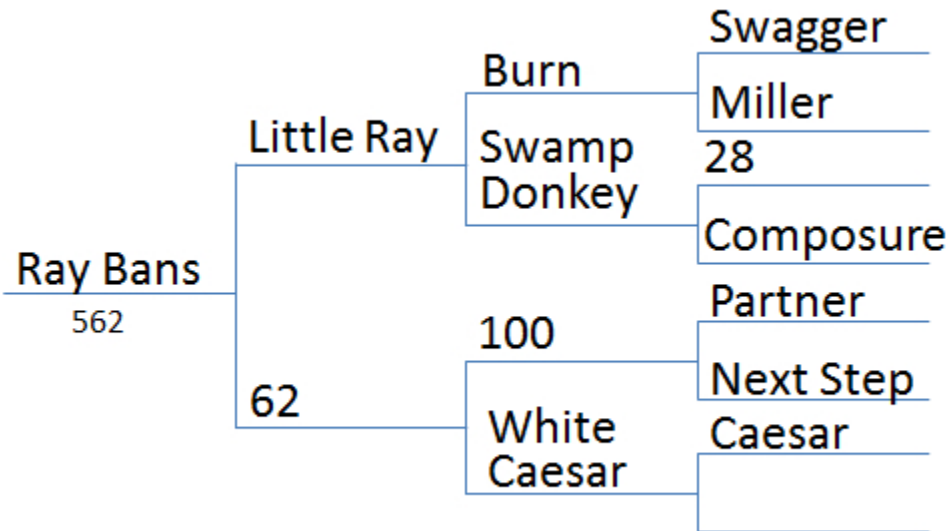 Swagger
Burn
Miller
Little Ray
Swamp
Donkey
28
Composure
Ray Bans
562
Partner
100
Next Step
62
White
Caesar
Caesar